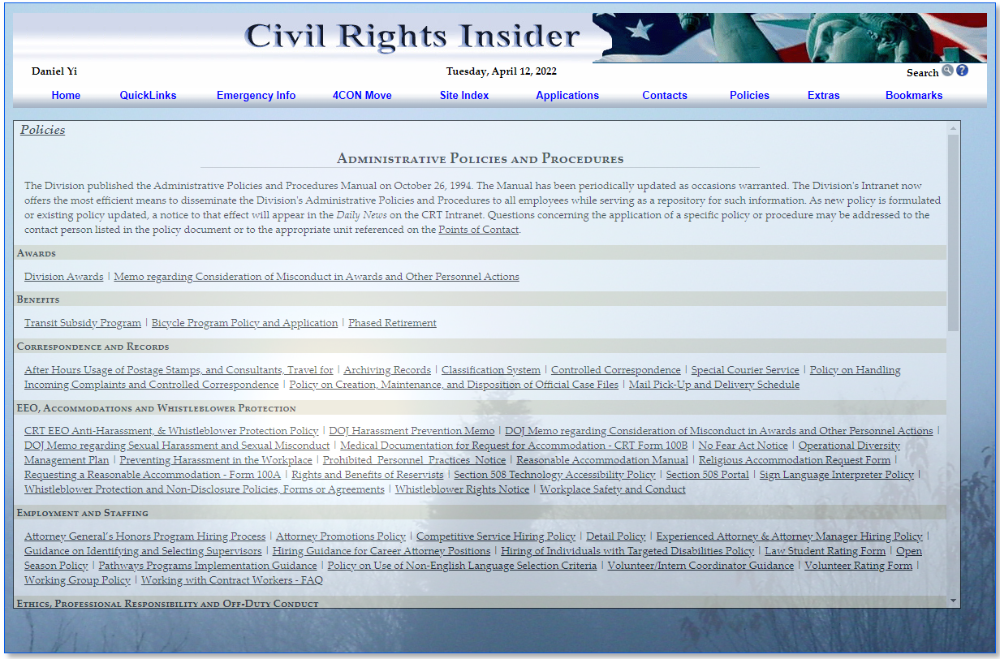 Civil Rights Insider
Daniel Yi Tuesday, April 12, 2022 Search
Home QuickLinks Emergency Info 4CON Move Site Index Applications Contacts Policies Extras Bookmarks
Policies
Administrative Policies and Procedures
The Division published the Administrative Policies and Procedures Manual on October 26, 1994. The Manual has been periodically updated as occasions warranted. The Division's Intranet now
offers the most efficient means to disseminate the Division's Administrative Policies and Procedures to all employees while serving as a repository for such information. As new policy is formulated
or existing policy updated, a notice to that effect will appear in the Daily News on the CRT Intranet. Questions concerning the application of a specific policy or procedure may be addressed to the
contact person listed in the policy document or to the appropriate unit referenced on the Points of Contact.
Awards
Division Awards | Memo regarding Consideration of Misconduct in Awards and Other Personnel Actions
Benefits
Transit Subsidy Program | Bicycle Program Policy and Application | Phased Retirement
Correspondence and Records
After Hours Usage of Postage Stamps, and Consultants, Travel for | Archiving Records | Classification System | Controlled Correspondence | Special Courier Service | Policy on Handling
Incoming Complaints and Controlled Correspondence | Policy on Creation, Maintenance, and Disposition of Official Case Files | Mail Pick-Up and Delivery Schedule
EEO, Accommodations and Whistleblower Protection
CRT EEO Anti-Harassment, & Whistleblower Protection Policy | DOJ Harassment Prevention Memo | DOJ Memo regarding Consideration of Misconduct in Awards and Other Personnel Actions |
DOJ Memo regarding Sexual Harassment and Sexual Misconduct | Medical Documentation for Request for Accommodation - CRT Form 100B | No Fear Act Notice | Operational Diversity
Management Plan | Preventing Harassment in the Workplace | Prohibited Personnel Practices Notice | Reasonable Accommodation Manual | Religious Accommodation Request Form |
Requesting a Reasonable Accommodation - Form 100A | Rights and Benefits of Reservists | Section 508 Technology Accessibility Policy | Section 508 Portal | Sign Language Interpreter Policy |
Whistleblower Protection and Non-Disclosure Policies, Forms or Agreements | Whistleblower Rights Notice | Workplace Safety and Conduct
Employment and Staffing
Attorney General's Honors Program Hiring Process | Attorney Promotions Policy | Competitive Service Hiring Policy | Detail Policy | Experienced Attorney & Attorney Manager Hiring Policy |
Guidance on Identifying and Selecting Supervisors | Hiring Guidance for Career Attorney Positions | Hiring of Individuals with Targeted Disabilities Policy | Law Student Rating Form | Open
Season Policy | Pathways Programs Implementation Guidance | Policy on Use of Non-English Language Selection Criteria | Volunteer/Intern Coordinator Guidance | Volunteer Rating Form |
Working Group Policy | Working with Contract Workers - FAQ
Ethics, Professional Responsibility and Off-Duty Conduct